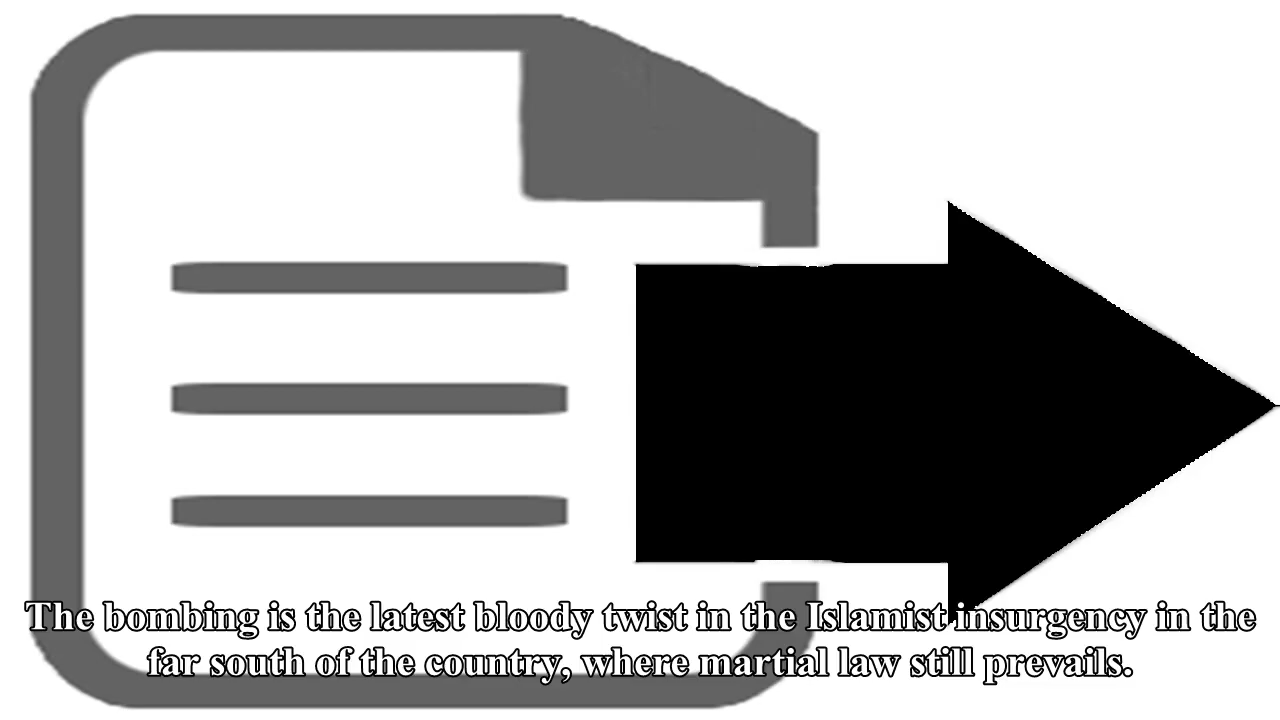 The bombing is the latest bloody twist in the Islamist insurgency in the
far south of the country, where martial law still prevails.